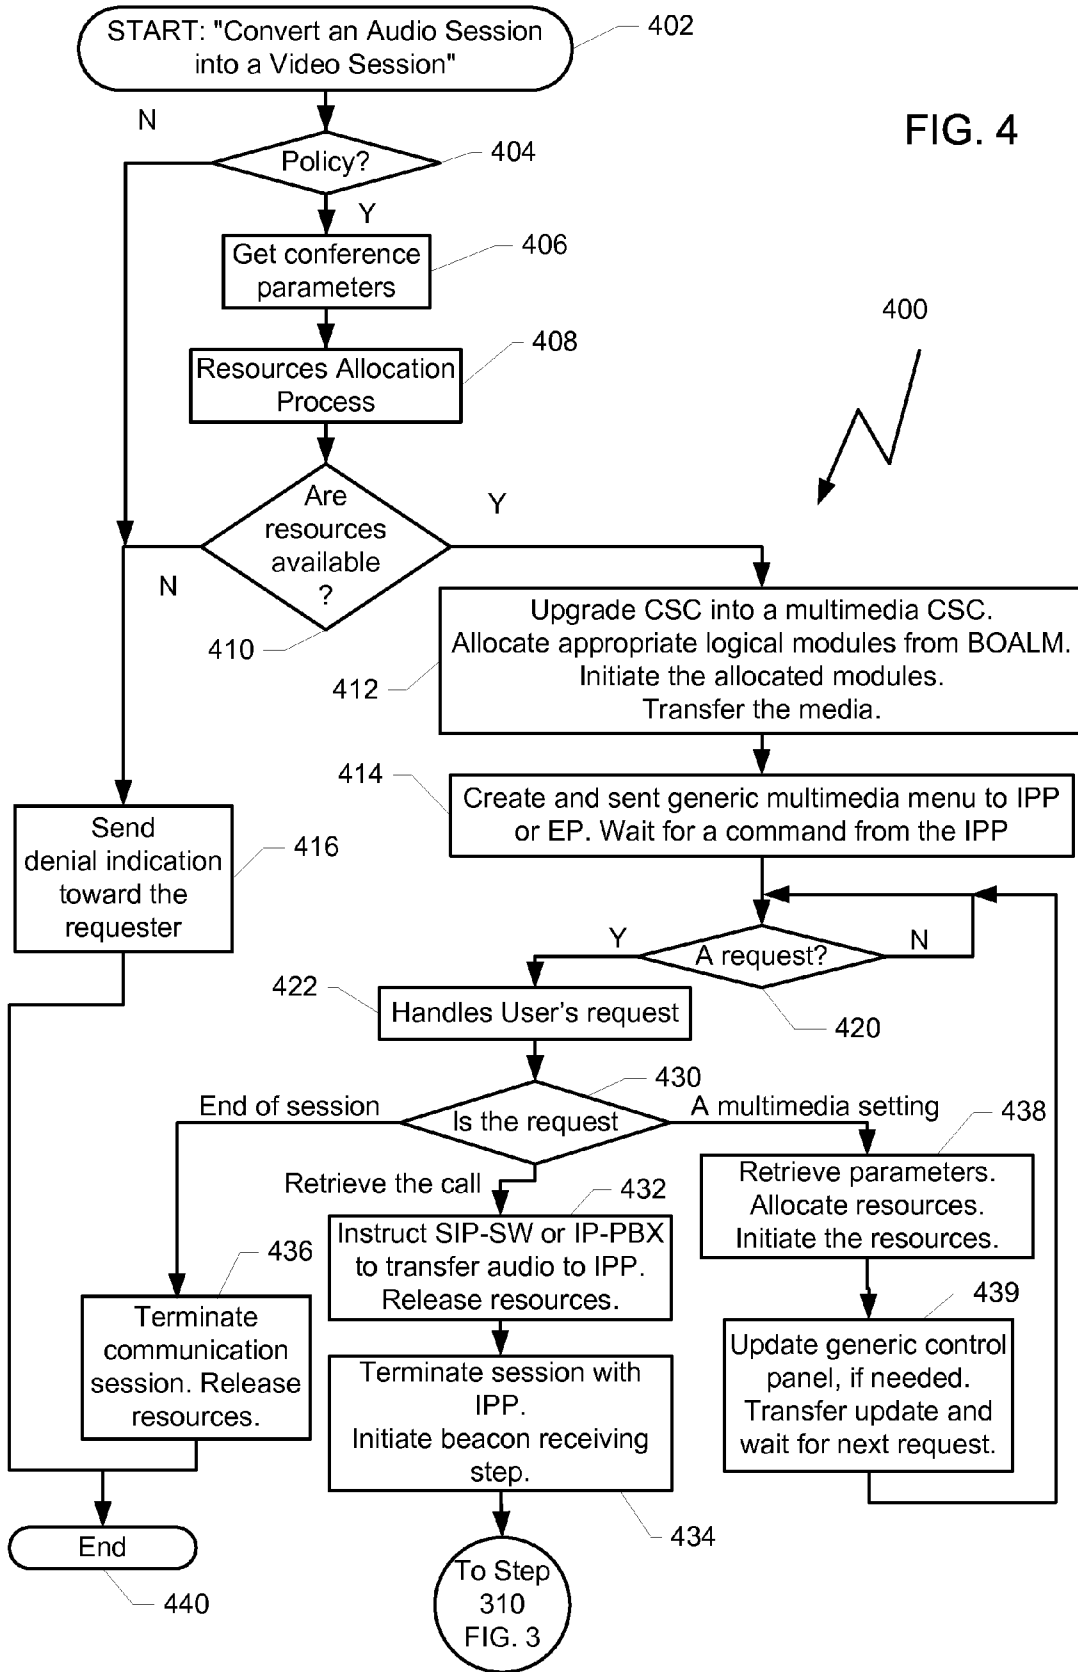 START: "Convert an Audio Session
into a Video Session"
402
FIG. 4
N
Policy?
404
Y
Get conference
parameters
406
400
Resources Allocation
Process
408
Are
resources
available
?
Y
N
410
Upgrade CSC into a multimedia CSC.
Allocate appropriate logical modules from BOALM.
Initiate the allocated modules.
Transfer the media.
412
414
Create and sent generic multimedia menu to IPP
or EP. Wait for a command from the IPP
Send
denial indication
toward the
requester
416
Y
A request?
N
420
422
Handles User's request
430
End of session
Is the request
A multimedia setting
438
Retrieve the call
432
Retrieve parameters.
Allocate resources.
Initiate the resources.
Instruct SIP-SW or IP-PBX
to transfer audio to IPP.
Release resources.
436
Terminate
communication
session. Release
resources.
439
Update generic control
panel, if needed.
Transfer update and
wait for next request.
Terminate session with
IPP.
Initiate beacon receiving
step.
434
End
440
To Step
310
FIG. 3